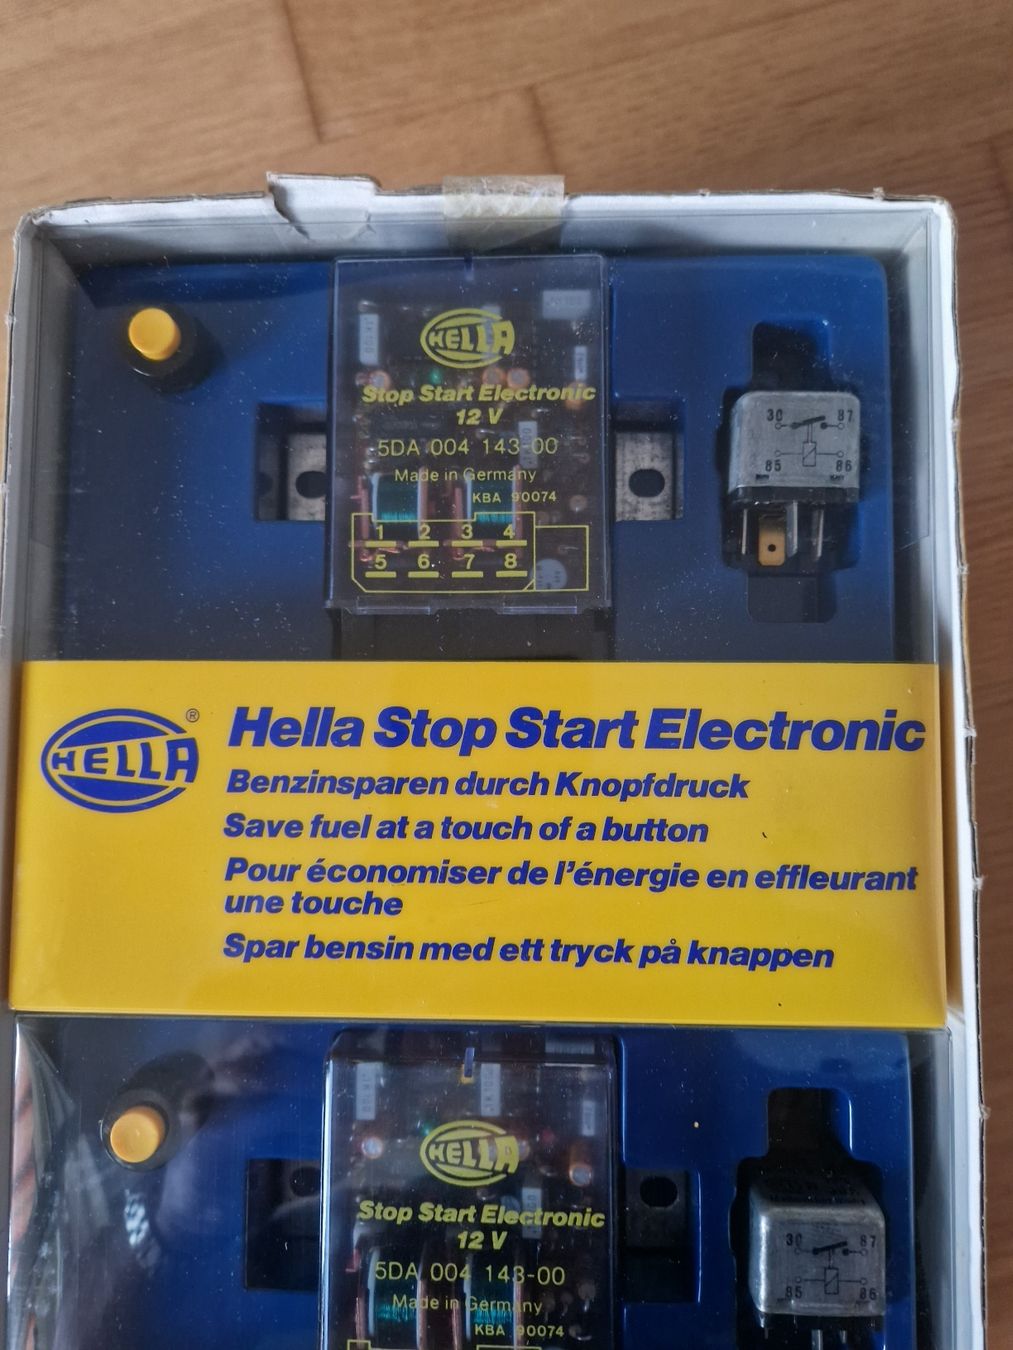 HELLA
Stop Start Electronic
12 V
5DA 004 143-00
Made in Germany
KBA 90074
1 2 3 4
5 6 7 8
30 87
85 86
HELLA ®
Hella Stop Start Electronic
Benzinsparen durch Knopfdruck
Save fuel at a touch of a button
Pour économiser de l'énergie en effleurant
une touche
Spar bensin med ett tryck på knappen
HELLA
Stop Start Electronic
12 V
5DA 004 143-00
Made in Germany
KBA 90074
30 87
85 86